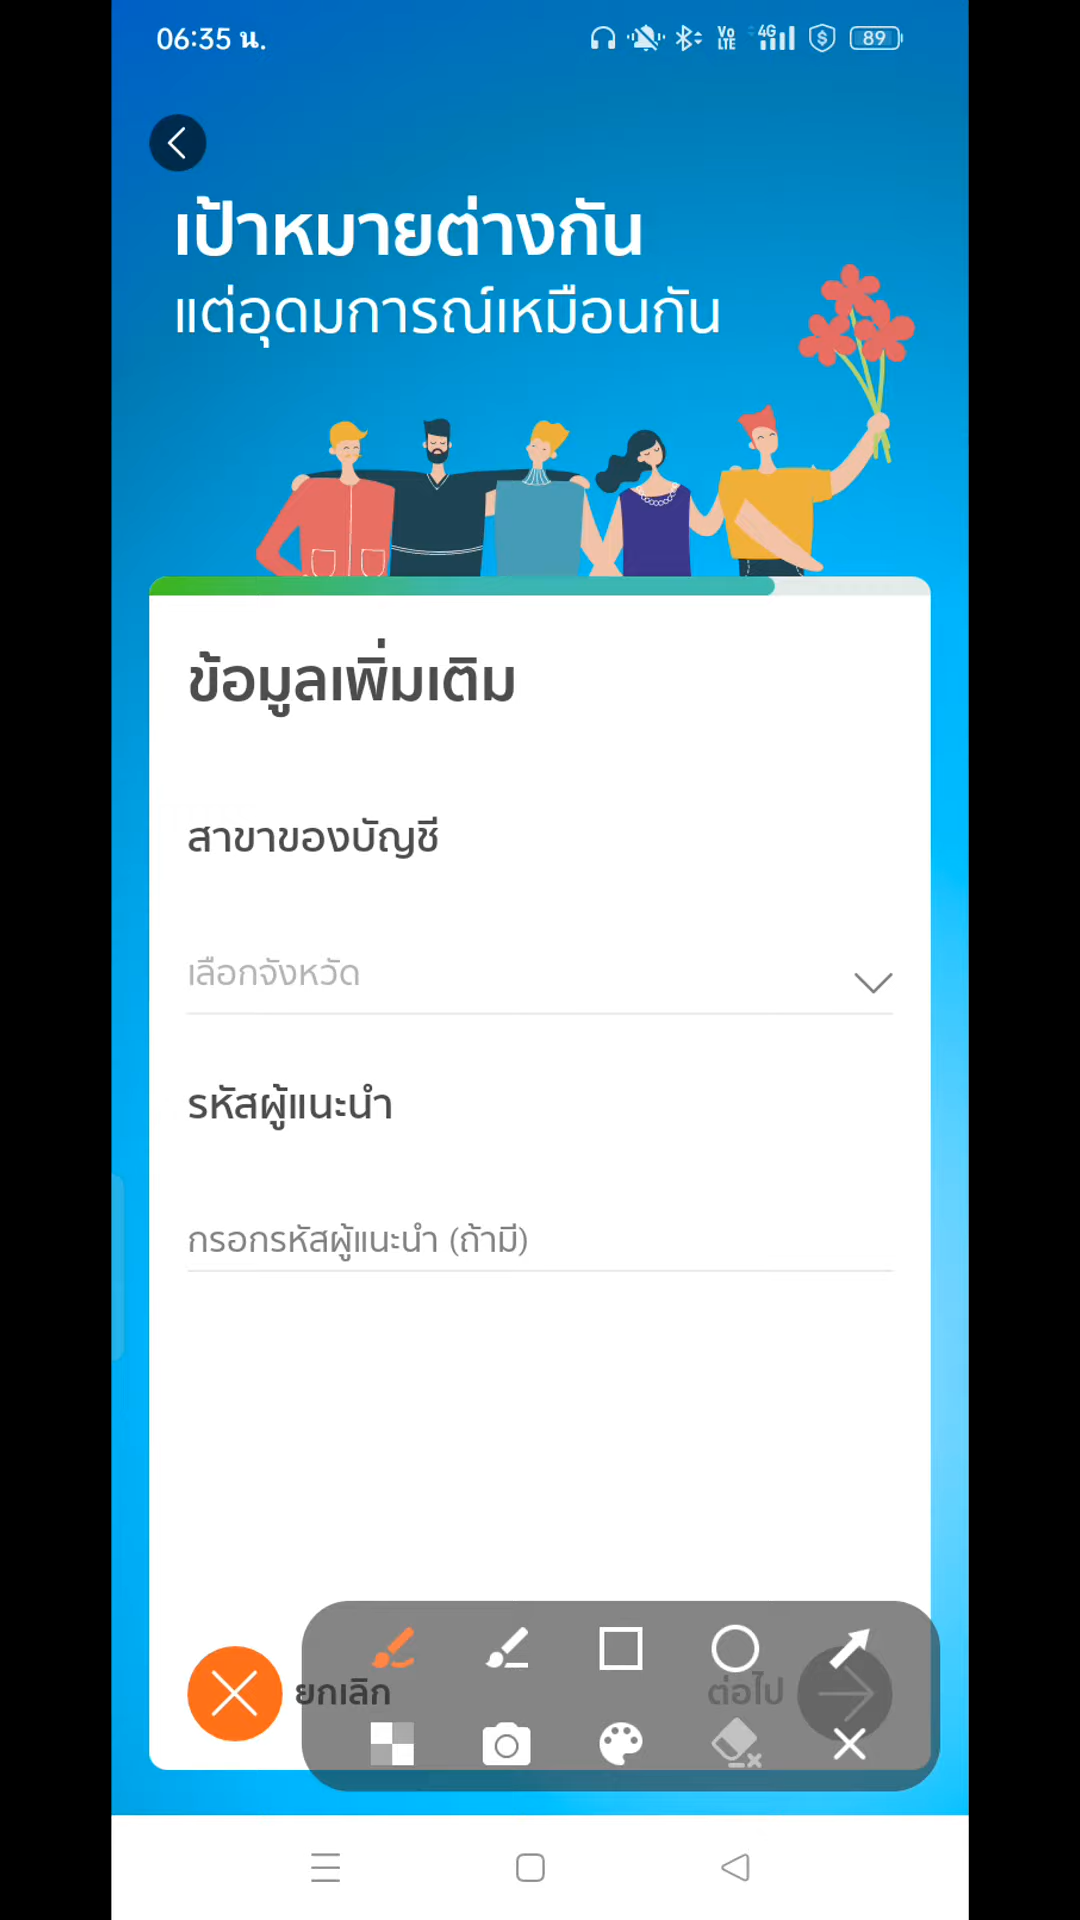 06:35 น.
Vo LTE
4G
89
เป้าหมายต่างกัน
แต่อุดมการณ์เหมือนกัน
ข้อมูลเพิ่มเติม
สาขาของบัญชี
เลือกจังหวัด
รหัสผู้แนะนำ
กรอกรหัสผู้แนะนำ (ถ้ามี)
ยกเลิก
ต่อไป